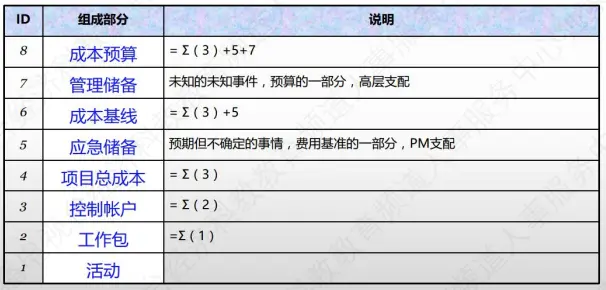 ID 组成部分 说明
8 成本预算 = Σ(3)+5+7
7 管理储备 未知的未知事件，预算的一部分，高层支配
6 成本基线 = Σ(3)+5
5 应急储备 预期但不确定的事情，费用基准的一部分，PM支配
4 项目总成本 = Σ(3)
3 控制帐户 = Σ(2)
2 工作包 =Σ(1)
1 活动